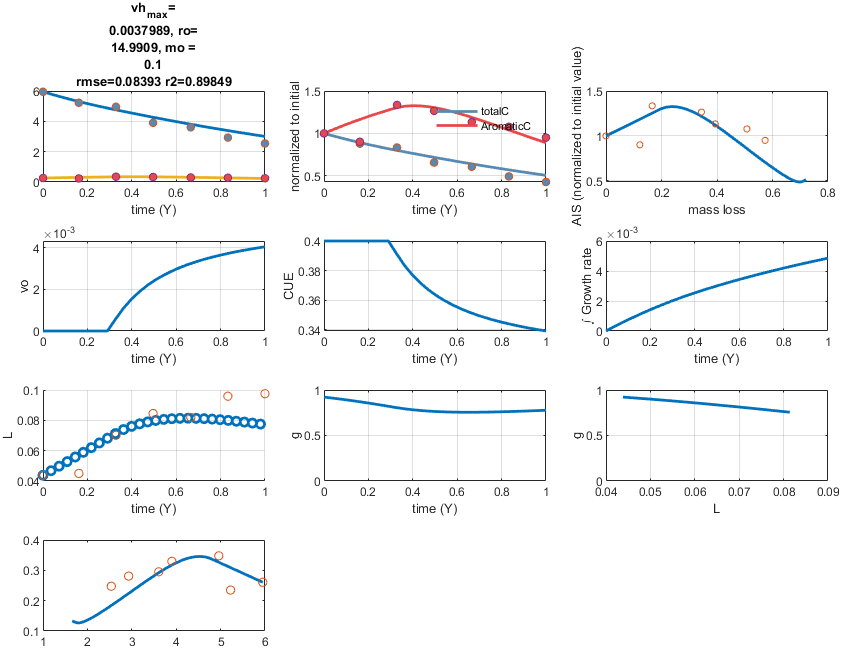 vh_max=
0.0037989, ro=
14.9909, mo =
0.1
rmse=0.08393 r2=0.89849
6
4
2
0
0 0.2 0.4 0.6 0.8 1
time (Y)
normalized to initial
1.5
1
0.5
totalC
AromaticC
0 0.2 0.4 0.6 0.8 1
time (Y)
AIS (normalized to initial value)
1.5
1
0.5
0 0.2 0.4 0.6 0.8
mass loss
×10⁻³
vo
4
2
0
0 0.2 0.4 0.6 0.8 1
time (Y)
CUE
0.4
0.38
0.36
0.34
0 0.2 0.4 0.6 0.8 1
time (Y)
×10⁻³
∫ Growth rate
6
4
2
0
0 0.2 0.4 0.6 0.8 1
time (Y)
L
0.1
0.08
0.06
0.04
0 0.2 0.4 0.6 0.8 1
time (Y)
g
1
0.5
0
0 0.2 0.4 0.6 0.8 1
time (Y)
g
1
0.5
0
0.04 0.05 0.06 0.07 0.08 0.09
L
0.4
0.3
0.2
0.1
1 2 3 4 5 6